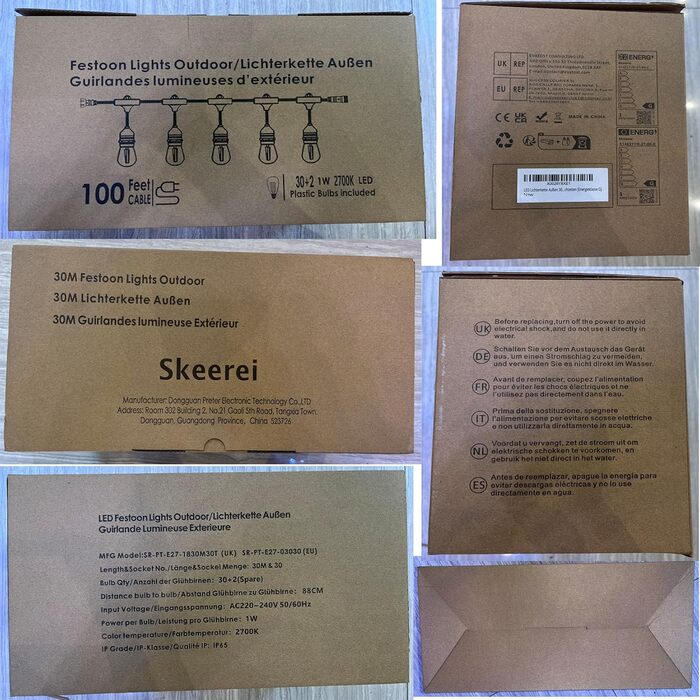 Festoon Lights Outdoor/Lichterkette Außen
Guirlandes lumineuses d'extérieur
100 Feet
CABLE
30+2 1W 2700K LED
Plastic Bulbs included
UK REP
EU REP
CE UK
CA
MADE IN CHINA
ENERG
G
ENERG
G
30M Festoon Lights Outdoor
30M Lichterkette Außen
30M Guirlandes lumineuse Extérieur
Skeerei
Manufacturer: Dongguan Preter Electronic Technology Co.,LTD
Address: Room 302 Building 2, No.21 Gaoli 5th Road, Tangxia Town,
Dongguan, Guangdong Province, China 523726
UK Before replacing,turn off the power to avoid
electrical shock,and do not use it directly in
water.
DE Schalten Sie vor dem Austausch das Gerät
aus, um einen Stromschlag zu vermeiden,
und verwenden Sie es nicht direkt im Wasser.
FR Avant de remplacer, coupez l'alimentation
pour éviter les chocs électriques et ne
l'utilisez pas directement dans l'eau.
IT Prima della sostituzione, spegnere
l'alimentazione per evitare scosse elettriche
e non utilizzarla direttamente in acqua.
NL Voordat u vervangt, zet de stroom uit om
elektrische schokken te voorkomen, en
gebruik het niet direct in het water.
ES Antes de remplazar, apague la energía para
evitar descargas eléctricas y no lo use
directamente en agua.
LED Festoon Lights Outdoor/Lichterkette Außen
Guirlande Lumineuse Exterieure
MFG Model:SR-PT-E27-1830M30T (UK) SR-PT-E27-03030 (EU)
Length&Socket No./Länge&Sockel Menge: 30M & 30
Bulb Qty/Anzahl der Glühbirnen: 30+2(Spare)
Distance bulb to bulb/Abstand Glühbirne zu Glühbirne: 88CM
Input Voltage/Eingangsspannung: AC220-240V 50/60Hz
Power per Bulb/Leistung pro Glühbirne: 1W
Color temperature/Farbtemperatur: 2700K
IP Grade/IP-Klasse/Qualité IP: IP65